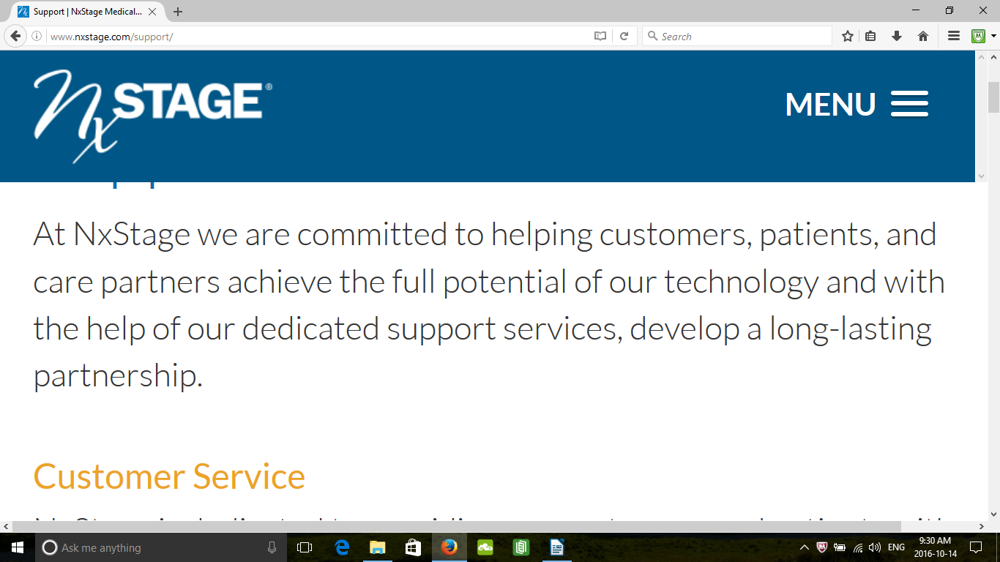 Support | NxStage Medical...
www.nxstage.com/support/
Search
NxSTAGE®
MENU
At NxStage we are committed to helping customers, patients, and
care partners achieve the full potential of our technology and with
the help of our dedicated support services, develop a long-lasting
partnership.
Customer Service
Ask me anything
ENG
9:30 AM
2016-10-14